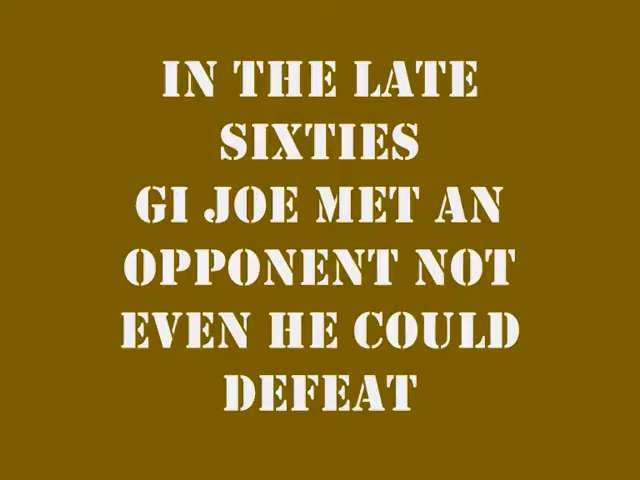 IN THE LATE
SIXTIES
GI JOE MET AN
OPPONENT NOT
EVEN HE COULD
DEFEAT